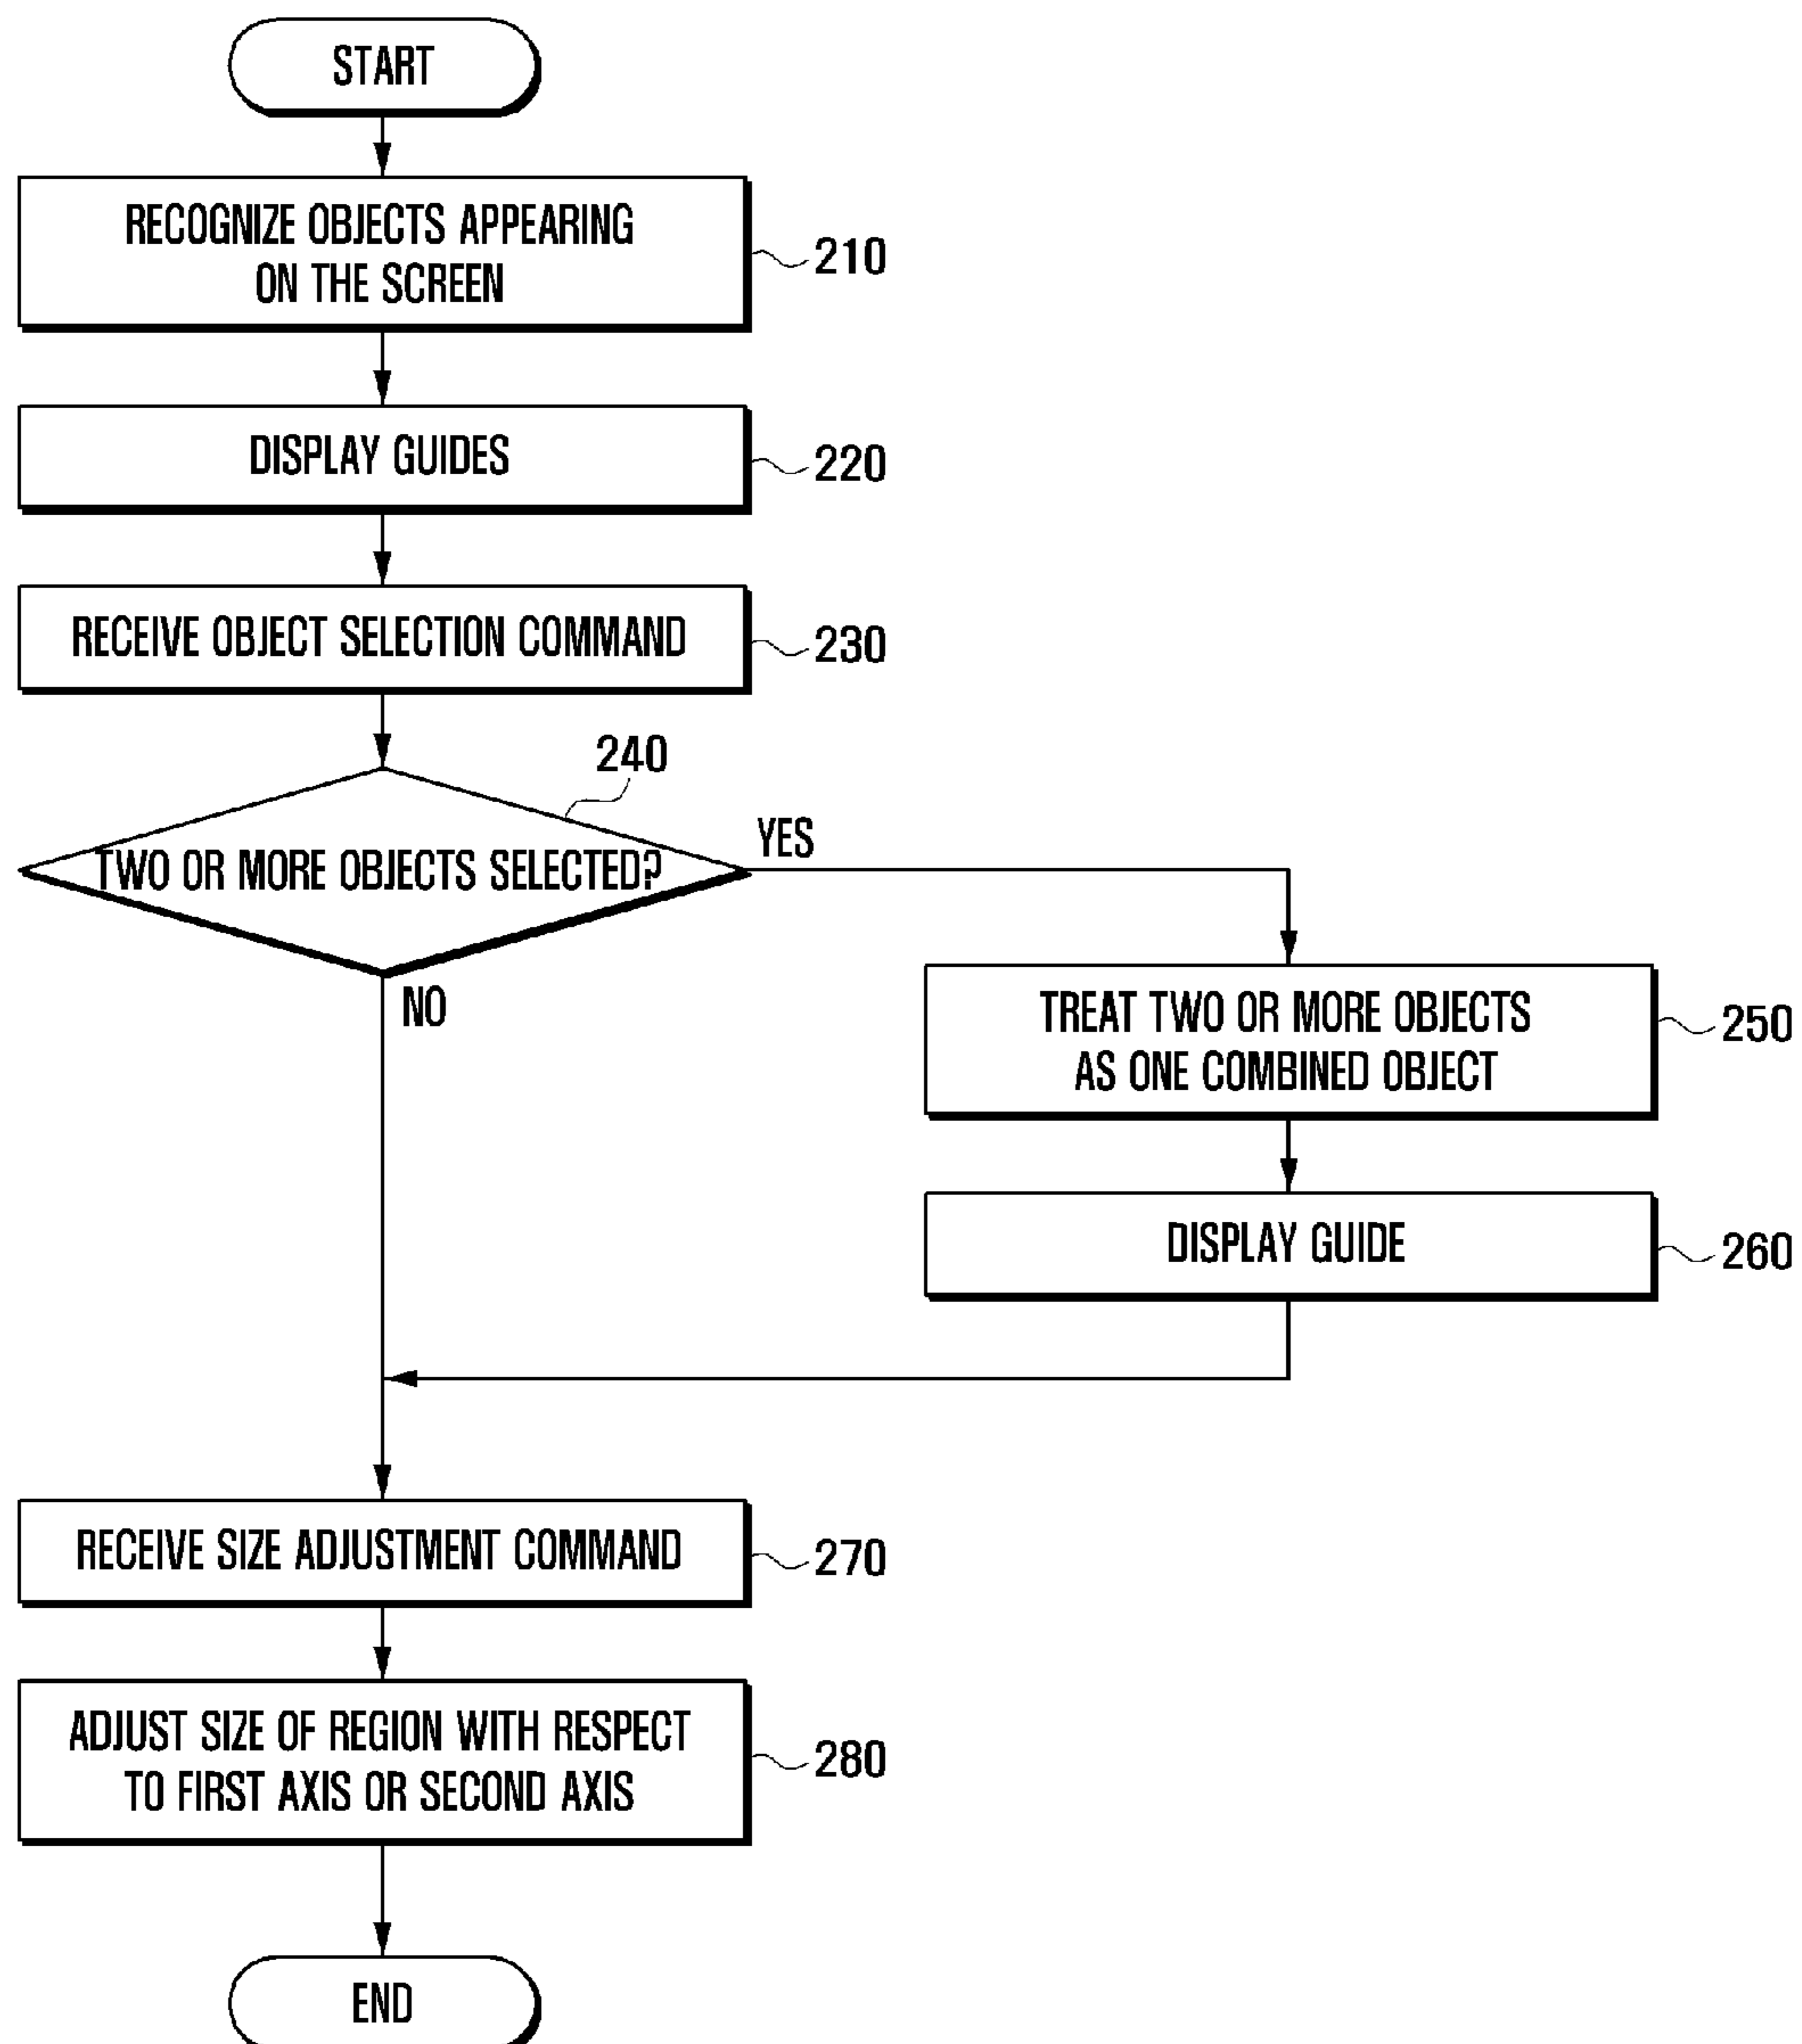 START
RECOGNIZE OBJECTS APPEARING
ON THE SCREEN
210
DISPLAY GUIDES
220
RECEIVE OBJECT SELECTION COMMAND
230
240
TWO OR MORE OBJECTS SELECTED?
YES
NO
TREAT TWO OR MORE OBJECTS
AS ONE COMBINED OBJECT
250
DISPLAY GUIDE
260
RECEIVE SIZE ADJUSTMENT COMMAND
270
ADJUST SIZE OF REGION WITH RESPECT
TO FIRST AXIS OR SECOND AXIS
280
END